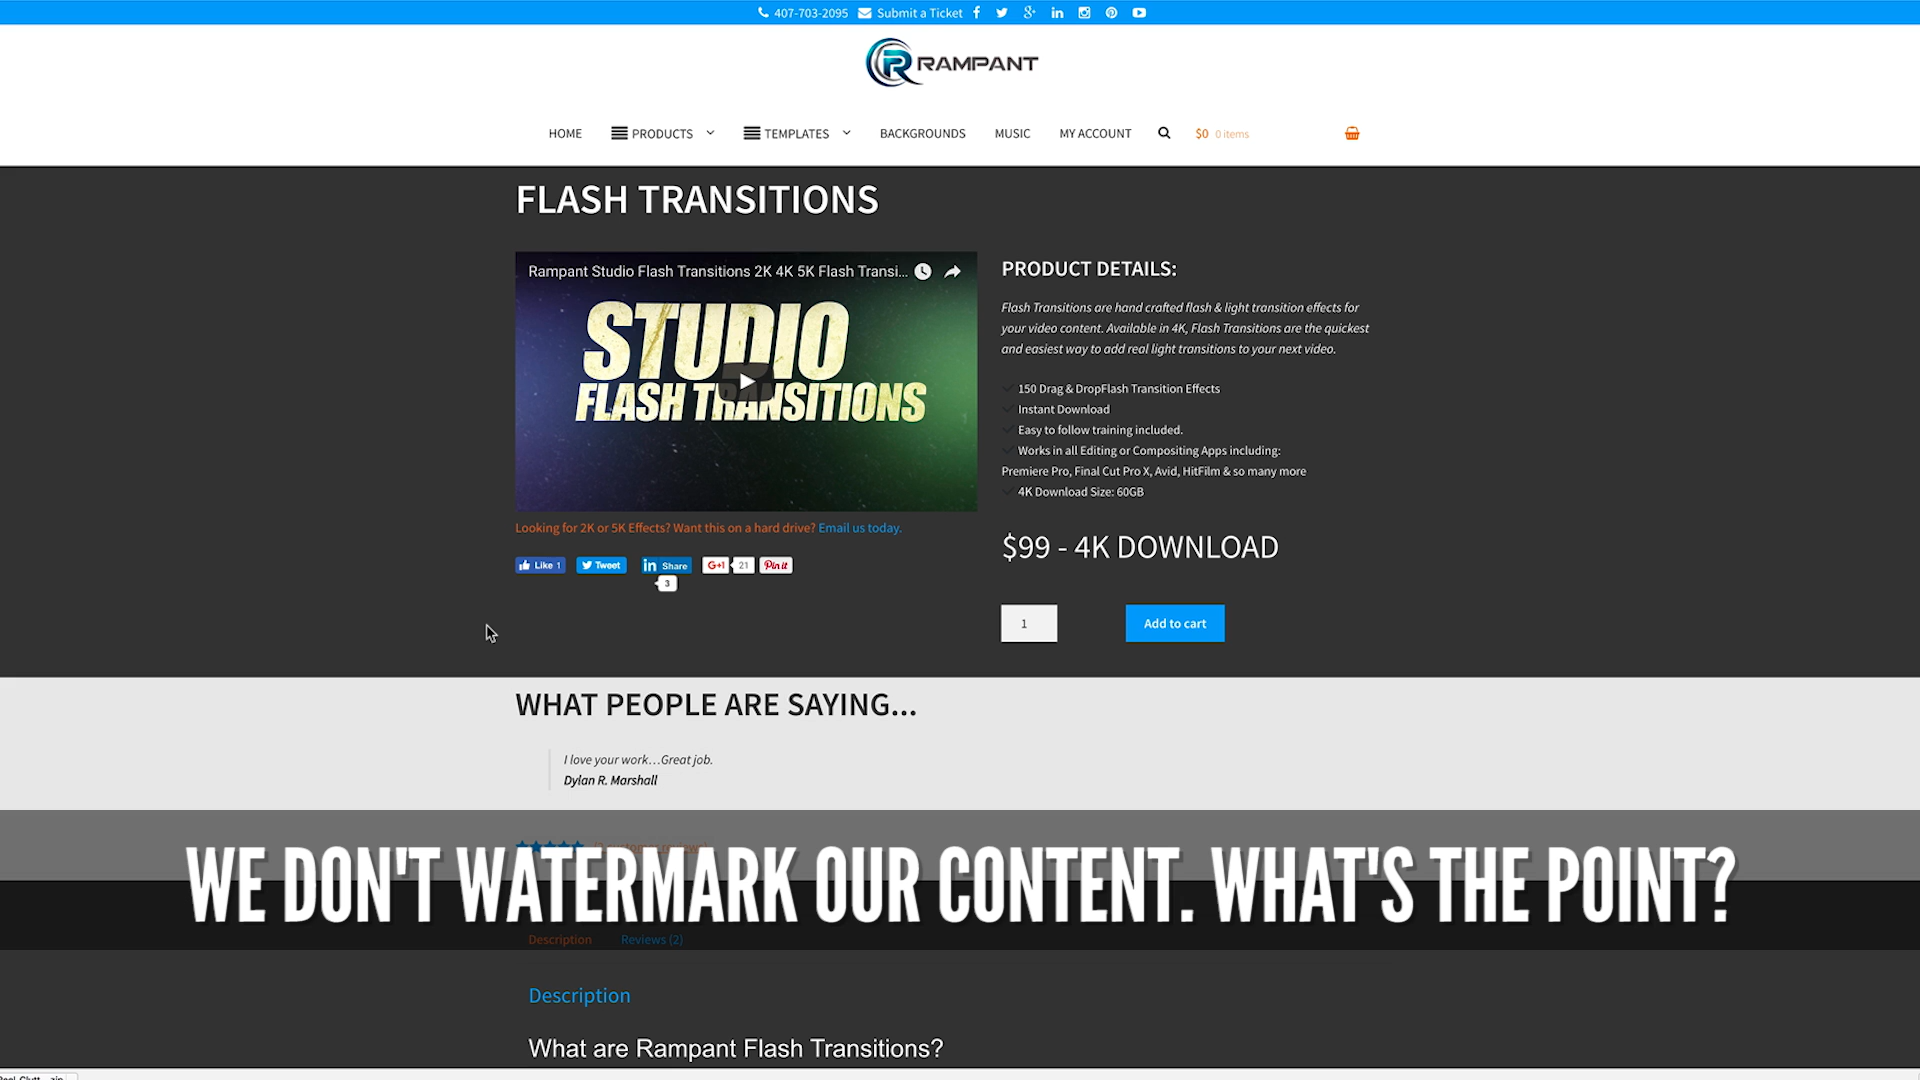 407-703-2095 Submit a Ticket
RAMPANT
HOME PRODUCTS TEMPLATES BACKGROUNDS MUSIC MY ACCOUNT $0 0 items
FLASH TRANSITIONS
Rampant Studio Flash Transitions 2K 4K 5K Flash Transi...
STUDIO
FLASH TRANSITIONS
Looking for 2K or 5K Effects? Want this on a hard drive? Email us today.
Like 1 Tweet in Share G+1 21 Pin it
3
PRODUCT DETAILS:
Flash Transitions are hand crafted flash & light transition effects for
your video content. Available in 4K, Flash Transitions are the quickest
and easiest way to add real light transitions to your next video.
150 Drag & DropFlash Transition Effects
Instant Download
Easy to follow training included.
Works in all Editing or Compositing Apps including:
Premiere Pro, Final Cut Pro X, Avid, HitFilm & so many more
4K Download Size: 60GB
$99 - 4K DOWNLOAD
1 Add to cart
WHAT PEOPLE ARE SAYING...
I love your work…Great job.
Dylan R. Marshall
WE DON'T WATERMARK OUR CONTENT. WHAT'S THE POINT?
Description Reviews (2)
Description
What are Rampant Flash Transitions?